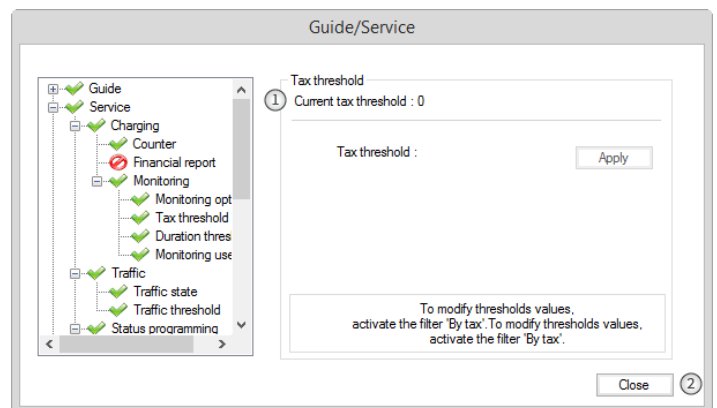 Guide/Service
Guide
Service
Charging
Counter
Financial report
Monitoring
Monitoring opt
Tax threshold
Duration thres
Monitoring use
Traffic
Traffic state
Traffic threshold
Status programming
Tax threshold
1 Current tax threshold : 0
Tax threshold : Apply
To modify thresholds values,
activate the filter 'By tax'.To modify thresholds values,
activate the filter 'By tax'.
Close 2